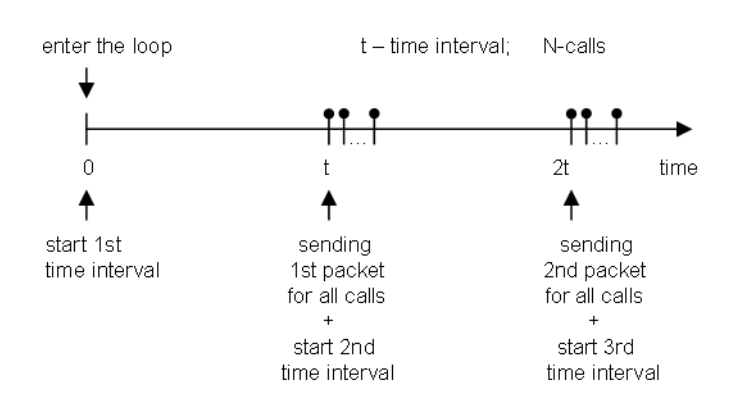 enter the loop
t – time interval; N-calls
... ...
0 t 2t time
start 1st
time interval
sending
1st packet
for all calls
+
start 2nd
time interval
sending
2nd packet
for all calls
+
start 3rd
time interval